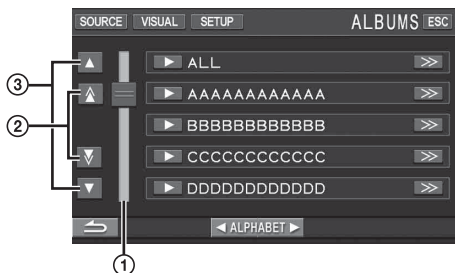 SOURCE VISUAL SETUP ALBUMS ESC
ALL
AAAAAAAAAAAA
BBBBBBBBBBBB
CCCCCCCCCCCC
DDDDDDDDDDDD
ALPHABET
③
②
①